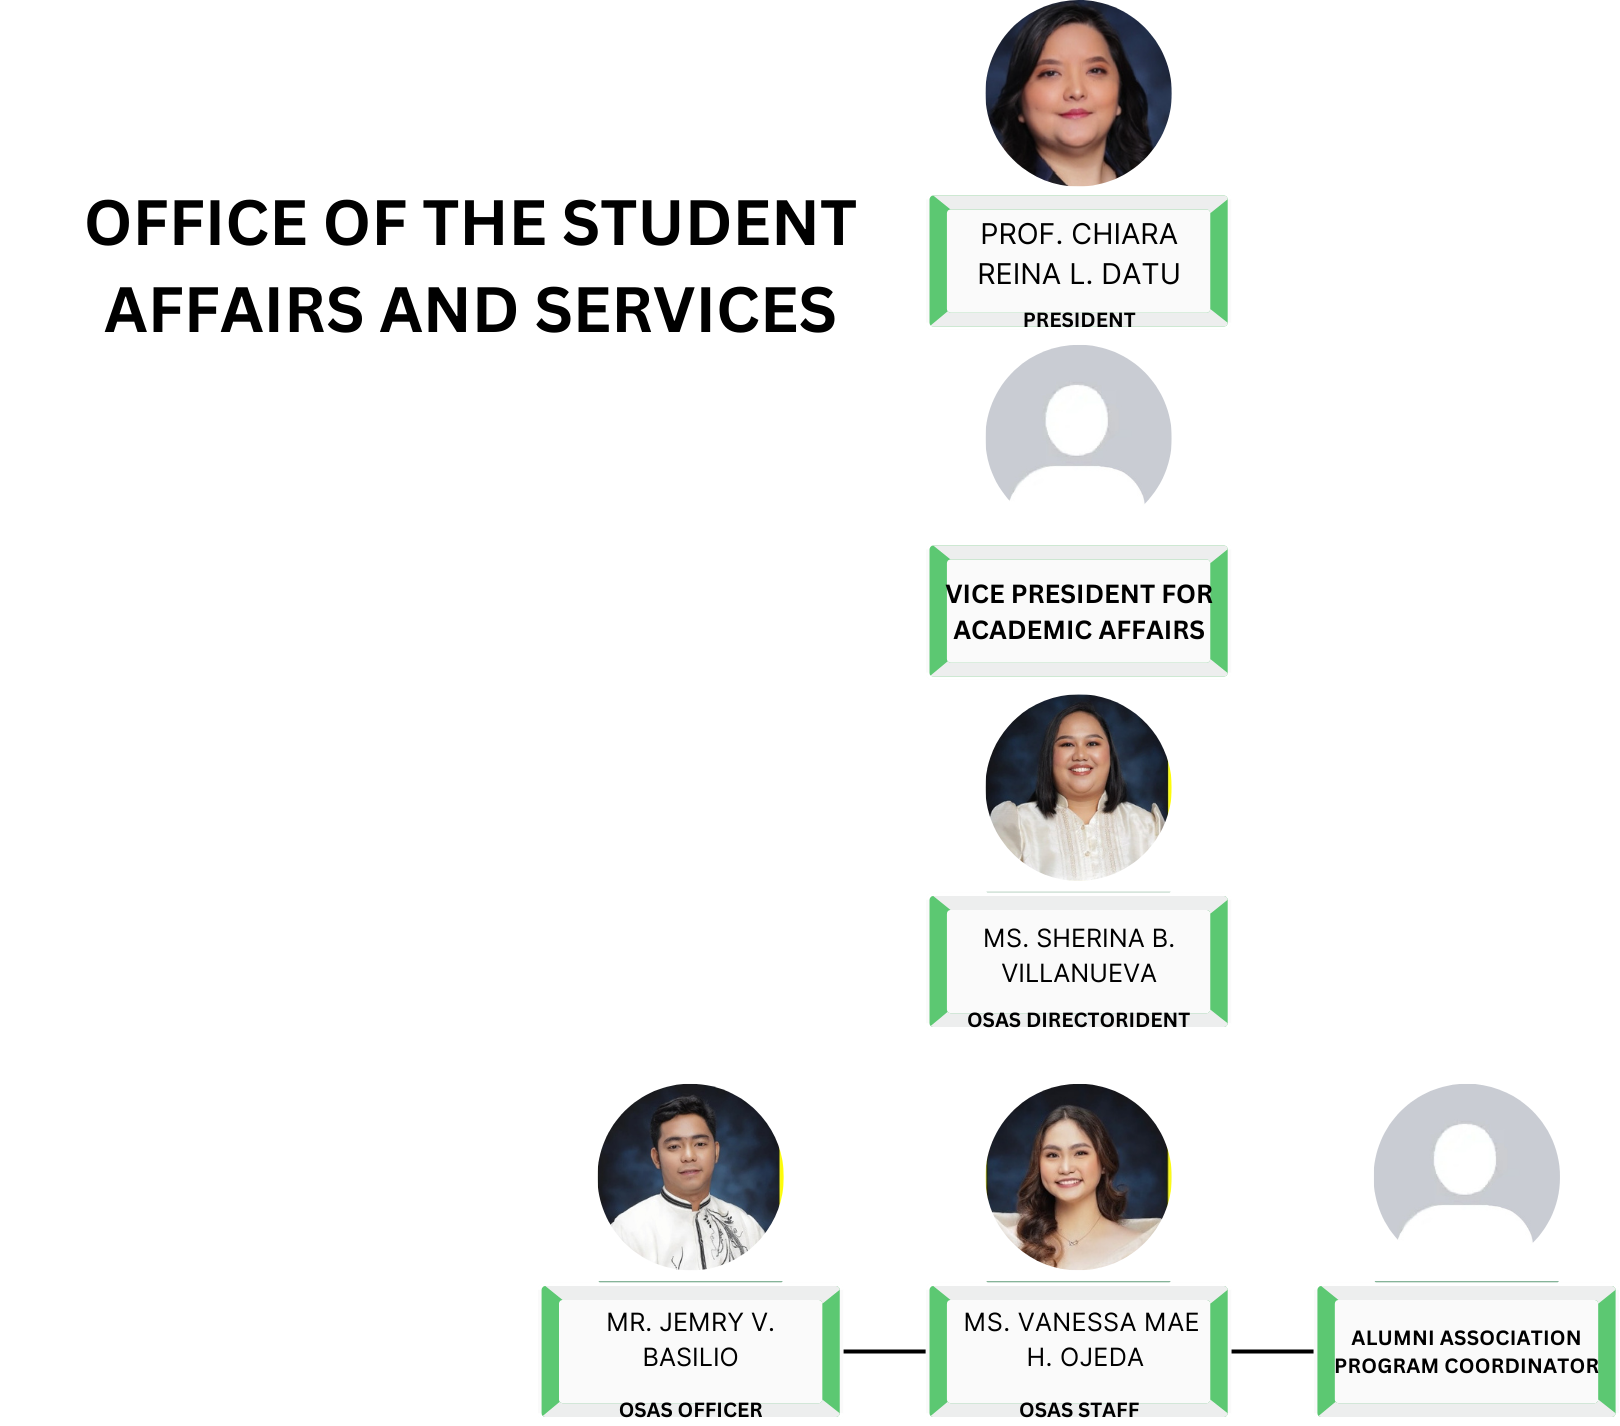 OFFICE OF THE STUDENT
AFFAIRS AND SERVICES
PROF. CHIARA
REINA L. DATU
PRESIDENT
VICE PRESIDENT FOR
ACADEMIC AFFAIRS
MS. SHERINA B.
VILLANUEVA
OSAS DIRECTORIDENT
MR. JEMRY V.
BASILIO
OSAS OFFICER
MS. VANESSA MAE
H. OJEDA
OSAS STAFF
ALUMNI ASSOCIATION
PROGRAM COORDINATOR